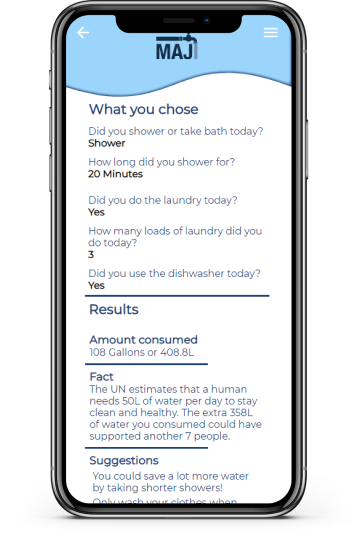 MAJI
What you chose
Did you shower or take bath today?
Shower
How long did you shower for?
20 Minutes
Did you do the laundry today?
Yes
How many loads of laundry did you
do today?
3
Did you use the dishwasher today?
Yes
Results
Amount consumed
108 Gallons or 408.8L
Fact
The UN estimates that a human
needs 50L of water per day to stay
clean and healthy. The extra 358L
of water you consumed could have
supported another 7 people.
Suggestions
You could save a lot more water
by taking shorter showers!
Only wash your clothes when